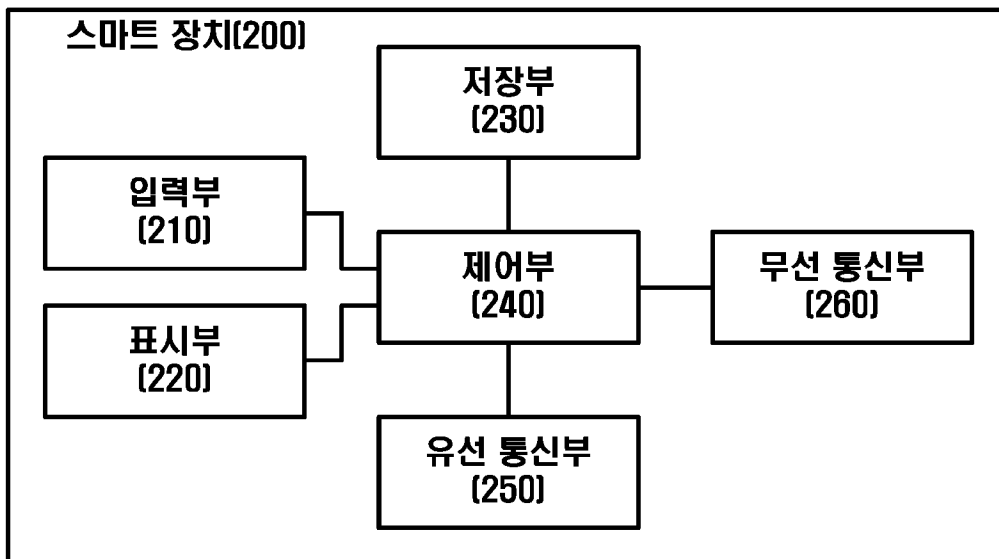 스마트 장치(200)
저장부
(230)
입력부
(210)
제어부
(240)
무선 통신부
(260)
표시부
(220)
유선 통신부
(250)